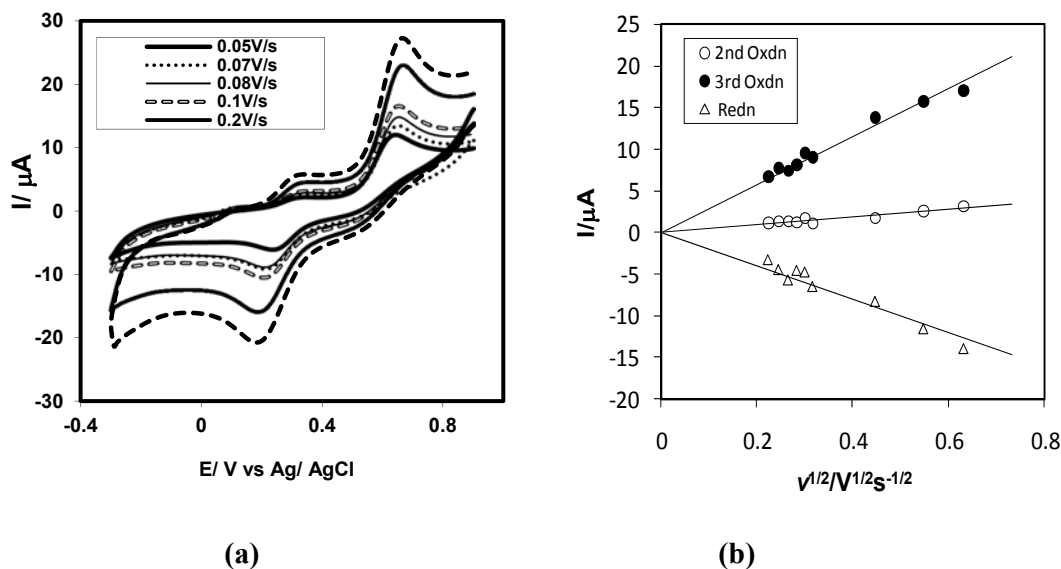 30
20
10
0
-10
-20
-30
I/ µA
0.05V/s
0.07V/s
0.08V/s
0.1V/s
0.2V/s
-0.4
0
0.4
0.8
E/ V vs Ag/ AgCl
(a)
25
20
15
10
5
0
-5
-10
-15
-20
I/µA
2nd Oxdn
3rd Oxdn
Redn
0
0.2
0.4
0.6
0.8
v^1/2/V^1/2s^-1/2
(b)